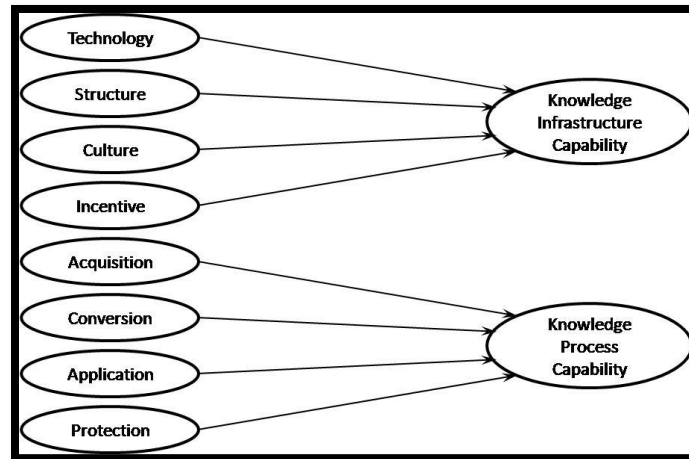 Technology
Structure
Culture
Incentive
Acquisition
Conversion
Application
Protection
Knowledge
Infrastructure
Capability
Knowledge
Process
Capability